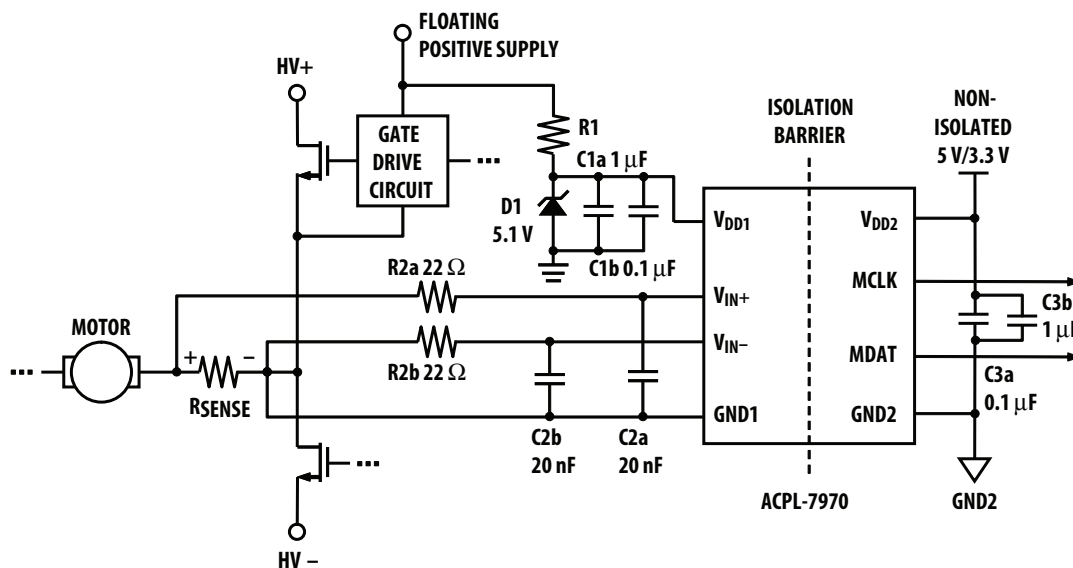 FLOATING
POSITIVE SUPPLY
HV+
GATE
DRIVE
CIRCUIT
R1
C1a 1 μF
D1
5.1 V
C1b 0.1 μF
ISOLATION
BARRIER
NON-
ISOLATED
5 V/3.3 V
VDD1
VDD2
R2a 22 Ω
MCLK
VIN+
C3b
1 μF
MOTOR
+
–
VIN–
MDAT
R2b 22 Ω
RSENSE
C3a
0.1 μF
GND1
GND2
C2b
20 nF
C2a
20 nF
ACPL-7970
GND2
HV –